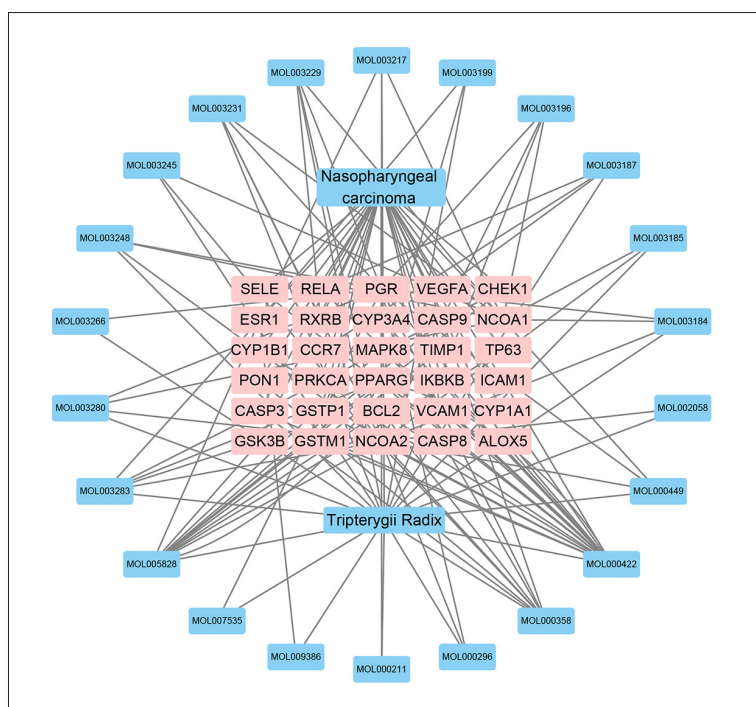 MOL003217
MOL003229
MOL003199
MOL003231
MOL003196
MOL003245
MOL003187
Nasopharyngeal
carcinoma
MOL003248
MOL003185
SELE RELA PGR VEGFA CHEK1
MOL003266
ESR1 RXRB CYP3A4 CASP9 NCOA1
MOL003184
CYP1B1 CCR7 MAPK8 TIMP1 TP63
PON1 PRKCA PPARG IKBKB ICAM1
MOL003280
CASP3 GSTP1 BCL2 VCAM1 CYP1A1
MOL002058
GSK3B GSTM1 NCOA2 CASP8 ALOX5
MOL003283
MOL000449
Tripterygii Radix
MOL005828
MOL000422
MOL007535
MOL000358
MOL009386
MOL000211
MOL000296